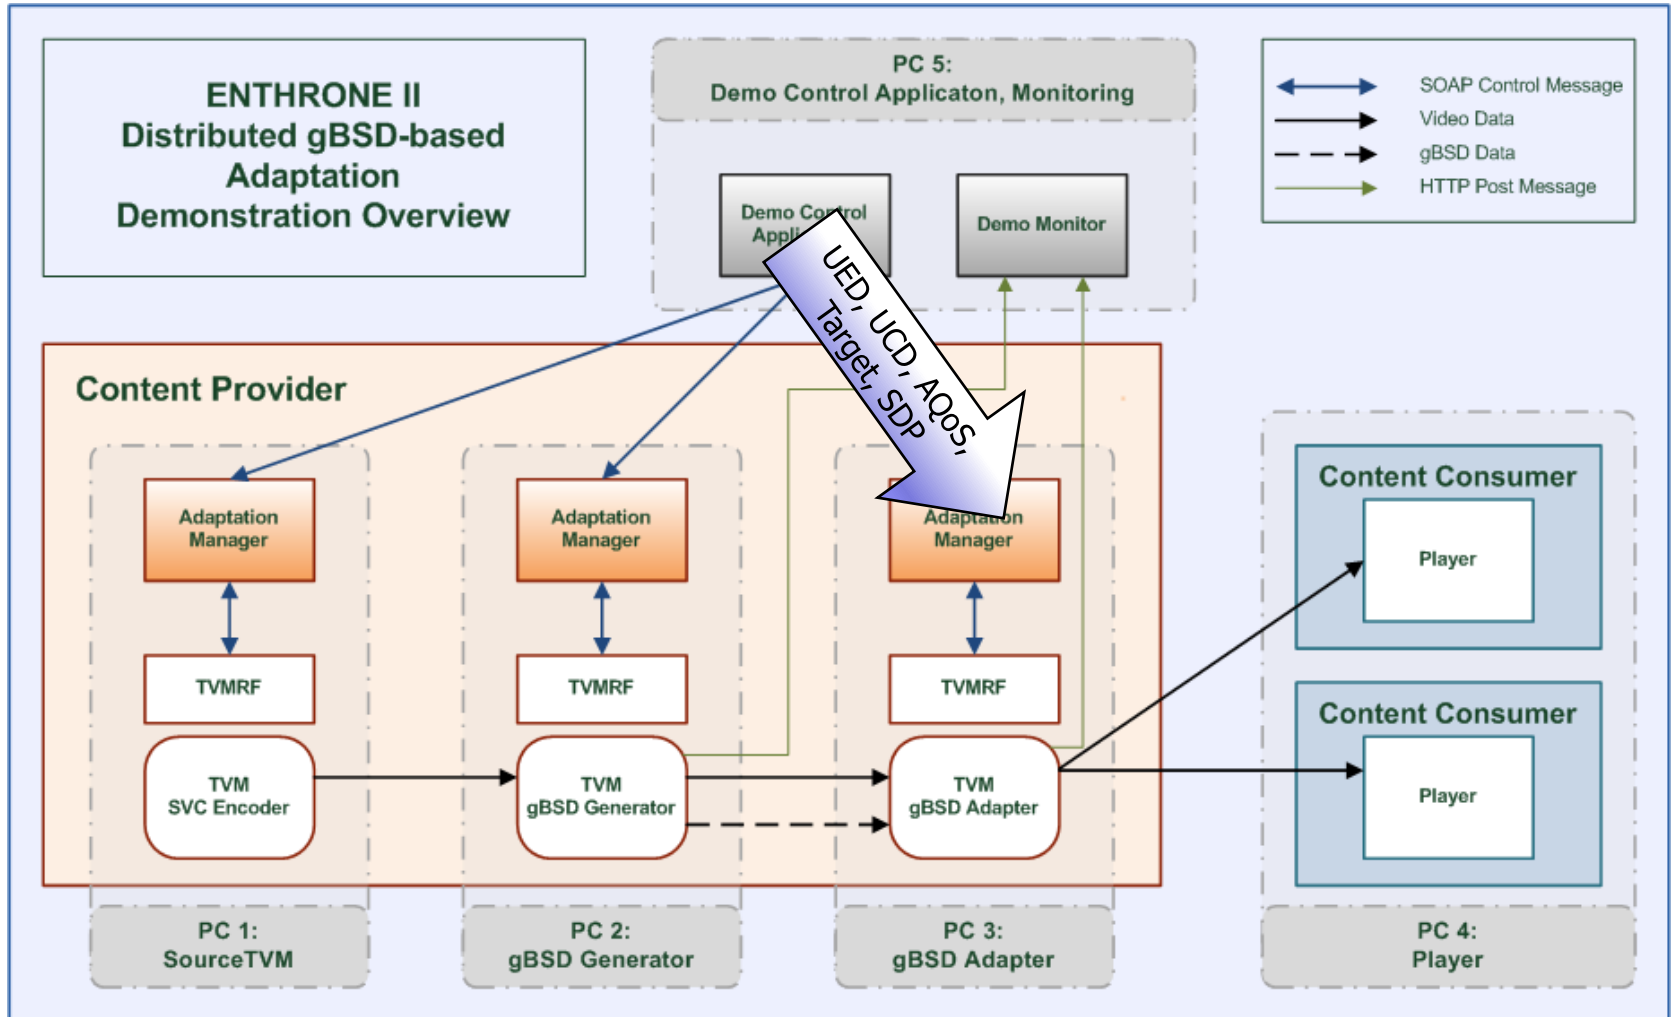 ENTHRONE II
Distributed gBSD-based
Adaptation
Demonstration Overview
PC 5:
Demo Control Applicaton, Monitoring
SOAP Control Message
Video Data
gBSD Data
HTTP Post Message
Demo Control
Demo Monitor
UED, UCD, AQoS,
Target, SDP
Content Provider
Adaptation
Manager
Adaptation
Manager
Adaptation
Manager
TVMRF
TVMRF
TVMRF
TVM
SVC Encoder
TVM
gBSD Generator
TVM
gBSD Adapter
Content Consumer
Player
Content Consumer
Player
PC 1:
SourceTVM
PC 2:
gBSD Generator
PC 3:
gBSD Adapter
PC 4:
Player